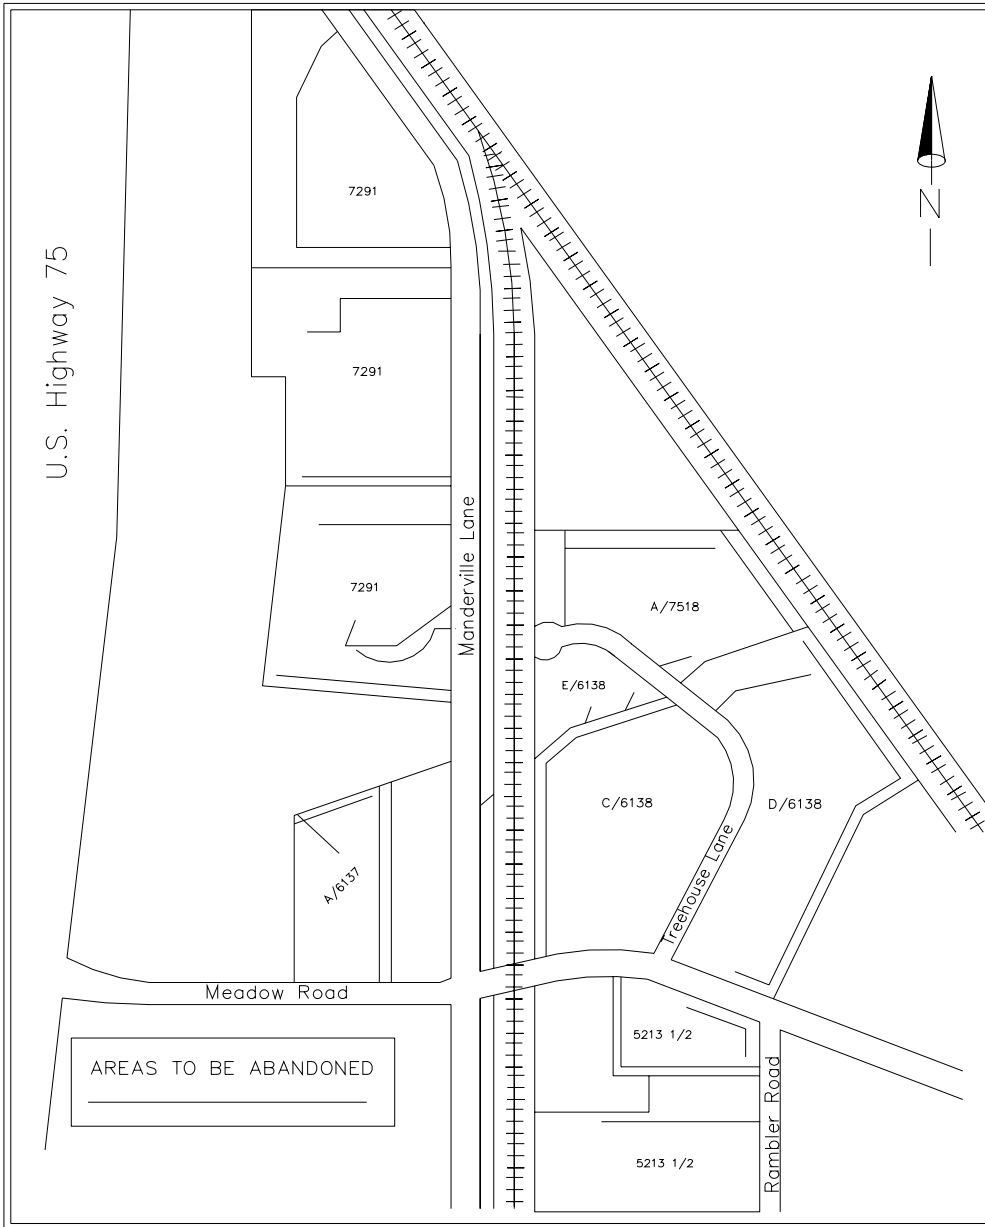 7291
N
U.S. Highway 75
7291
Manderville Lane
7291
A/7518
E/6138
C/6138
D/6138
A/6137
Treehouse Lane
Meadow Road
5213 1/2
AREAS TO BE ABANDONED
Rambler Road
5213 1/2